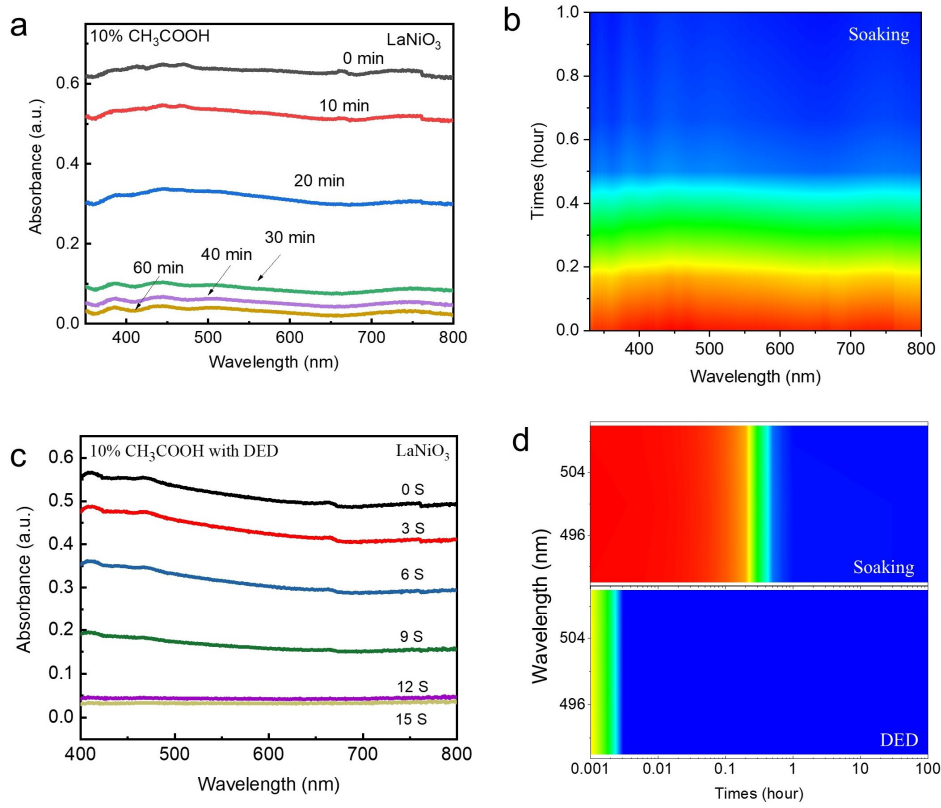 a
10% CH₃COOH
LaNiO₃
0 min
10 min
20 min
30 min
40 min
60 min
0.6
0.4
0.2
0.0
Absorbance (a.u.)
400 500 600 700 800
Wavelength (nm)
b
Soaking
1.0
0.8
0.6
0.4
0.2
0.0
Times (hour)
400 500 600 700 800
Wavelength (nm)
c
10% CH₃COOH with DED
LaNiO₃
0 S
3 S
6 S
9 S
12 S
15 S
0.6
0.5
0.4
0.3
0.2
0.1
0.0
Absorbance (a.u.)
400 500 600 700 800
Wavelength (nm)
d
504
496
Soaking
504
496
DED
Wavelength (nm)
0.001 0.01 0.1 1 10 100
Times (hour)